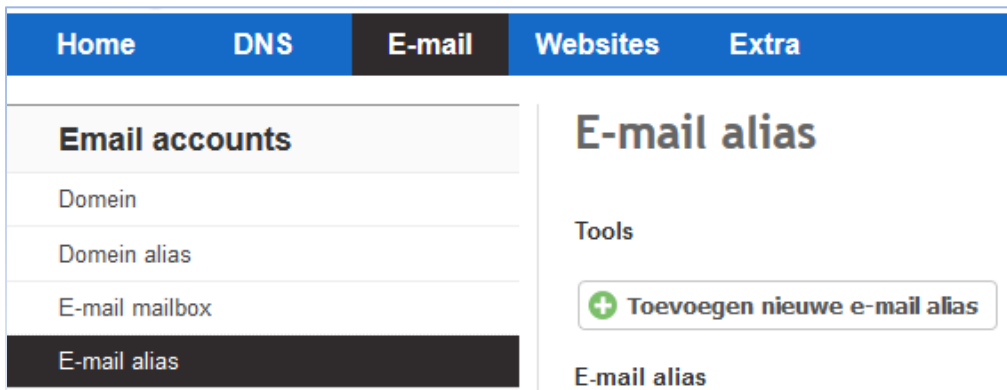 Home DNS E-mail Websites Extra
Email accounts
Domein
Domein alias
E-mail mailbox
E-mail alias
E-mail alias
Tools
Toevoegen nieuwe e-mail alias
E-mail alias